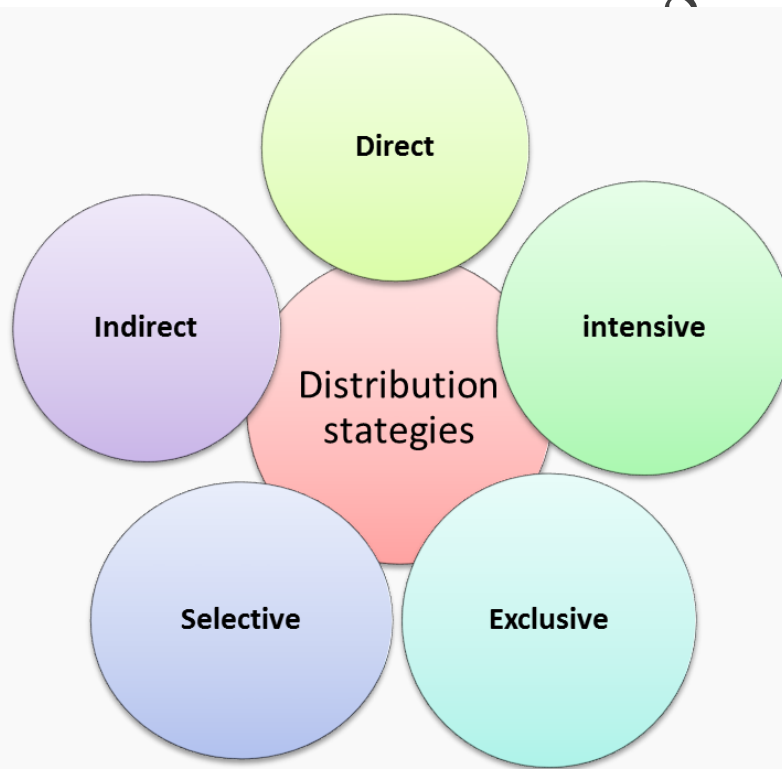 Direct
Indirect
intensive
Distribution
stategies
Selective
Exclusive